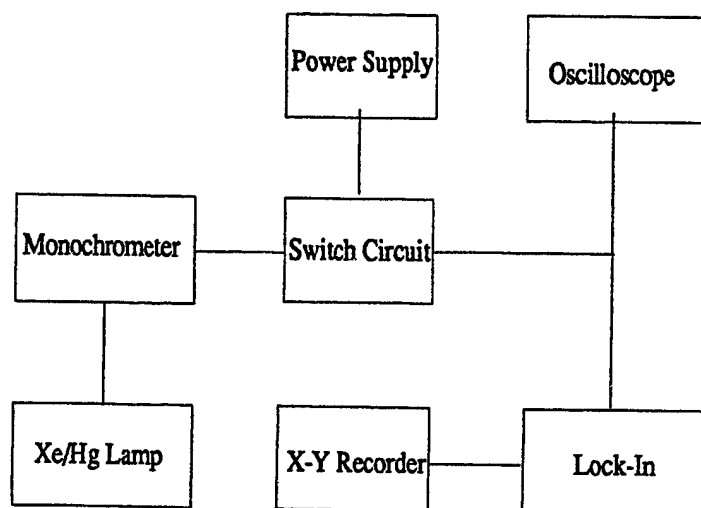 Power Supply
Oscilloscope
Monochrometer
Switch Circuit
Xe/Hg Lamp
X-Y Recorder
Lock-In